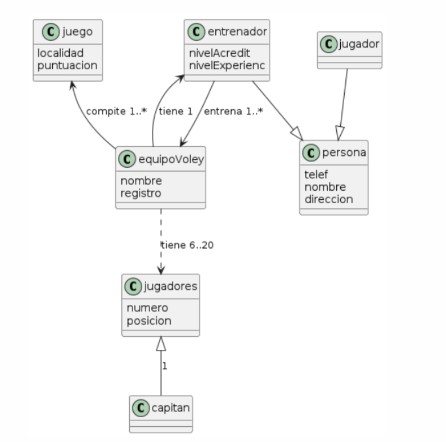 C juego
localidad
puntuacion
C entrenador
nivelAcredit
nivelExperienc
C jugador
compite 1..*
tiene 1
entrena 1..*
C equipoVoley
nombre
registro
C persona
telef
nombre
direccion
tiene 6..20
C jugadores
numero
posicion
1
C capitan